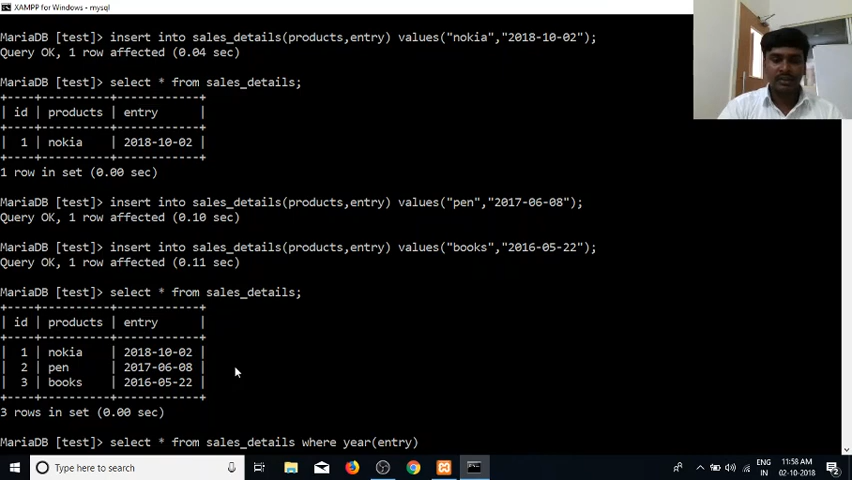 XAMPP for Windows - mysql
MariaDB [test]> insert into sales_details(products,entry) values("nokia","2018-10-02");
Query OK, 1 row affected (0.04 sec)
MariaDB [test]> select * from sales_details;
+----+----------+------------+
| id | products | entry      |
+----+----------+------------+
|  1 | nokia    | 2018-10-02 |
+----+----------+------------+
1 row in set (0.00 sec)
MariaDB [test]> insert into sales_details(products,entry) values("pen","2017-06-08");
Query OK, 1 row affected (0.10 sec)
MariaDB [test]> insert into sales_details(products,entry) values("books","2016-05-22");
Query OK, 1 row affected (0.11 sec)
MariaDB [test]> select * from sales_details;
+----+----------+------------+
| id | products | entry      |
+----+----------+------------+
|  1 | nokia    | 2018-10-02 |
|  2 | pen      | 2017-06-08 |
|  3 | books    | 2016-05-22 |
+----+----------+------------+
3 rows in set (0.00 sec)
MariaDB [test]> select * from sales_details where year(entry)
Type here to search
ENG
IN
11:58 AM
02-10-2018
2